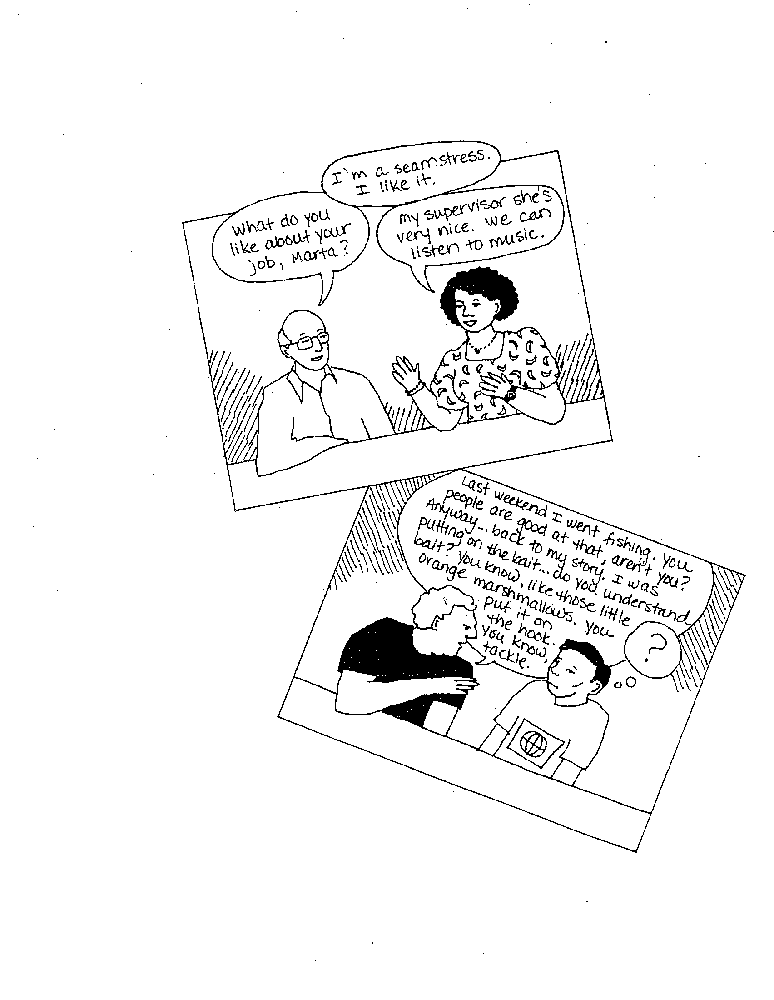 I'm a seamstress.
I like it.
What do you
like about your
job, Marta?
my supervisor she's
very nice. we can
listen to music.
Last weekend I went fishing. You
people are good at that, aren't you?
Anyway... back to my story. I was
putting on the bait... do you understand
bait? You know, like those little
orange marshmallows. You
put it on
the hook.
You know,
tackle.
?